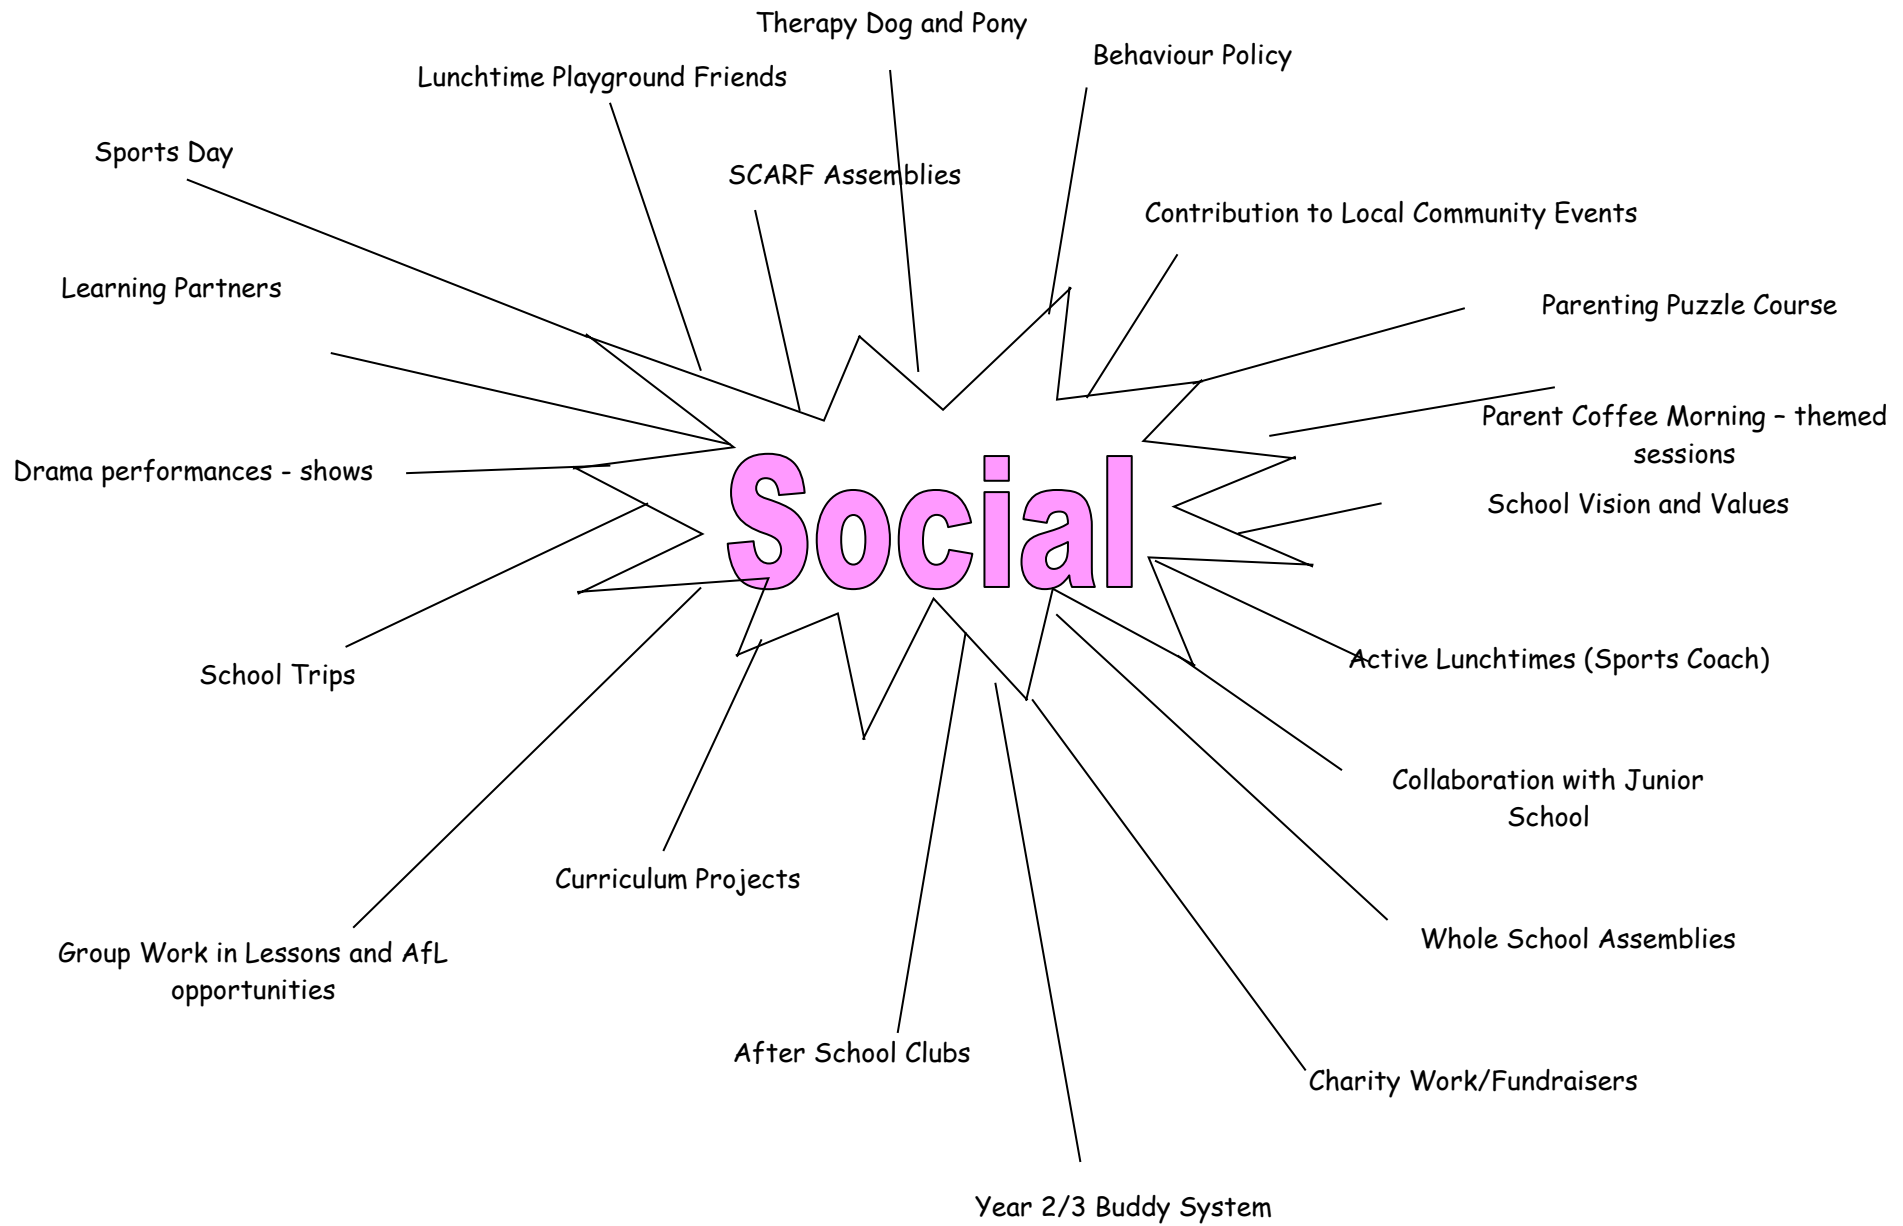 Therapy Dog and Pony
Behaviour Policy
Lunchtime Playground Friends
Sports Day
SCARF Assemblies
Contribution to Local Community Events
Learning Partners
Parenting Puzzle Course
Parent Coffee Morning – themed
sessions
Drama performances - shows
School Vision and Values
Social
Active Lunchtimes (Sports Coach)
School Trips
Collaboration with Junior
School
Curriculum Projects
Whole School Assemblies
Group Work in Lessons and AfL
opportunities
After School Clubs
Charity Work/Fundraisers
Year 2/3 Buddy System